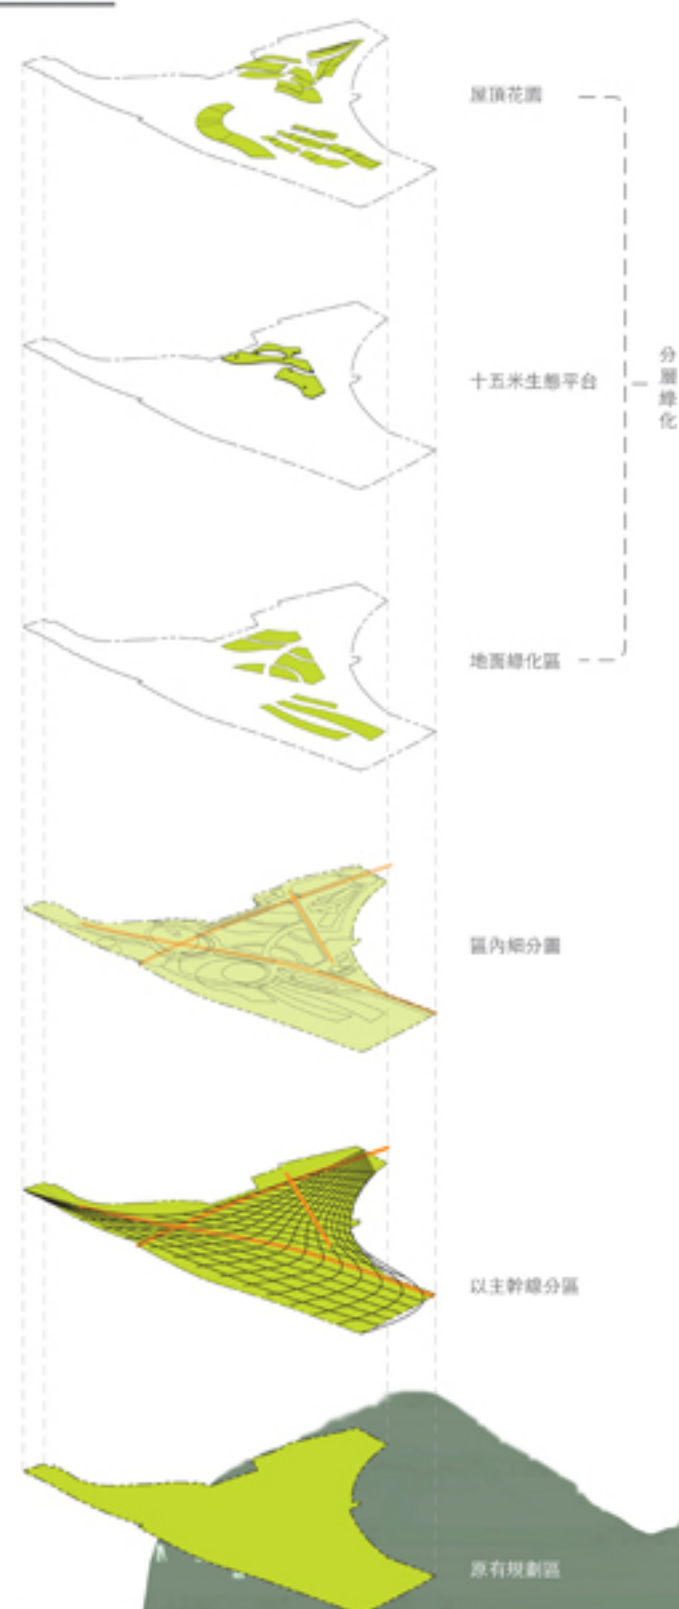 屋頂花園
分層綠化
十五米生態平台
地面綠化區
區內細分圖
以主幹線分區
原有規劃區